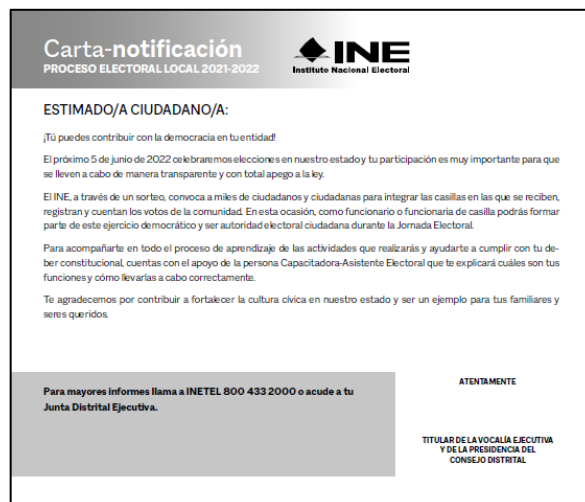 Carta-notificación
PROCESO ELECTORAL LOCAL 2021-2022
INE
Instituto Nacional Electoral
ESTIMADO/A CIUDADANO/A:
¡Tú puedes contribuir con la democracia en tu entidad!
El próximo 5 de junio de 2022 celebraremos elecciones en nuestro estado y tu participación es muy importante para que
se lleven a cabo de manera transparente y con total apego a la ley.
El INE, a través de un sorteo, convoca a miles de ciudadanos y ciudadanas para integrar las casillas en las que se reciben,
registran y cuentan los votos de la comunidad. En esta ocasión, como funcionario o funcionaria de casilla podrás formar
parte de este ejercicio democrático y ser autoridad electoral ciudadana durante la Jornada Electoral.
Para acompañarte en todo el proceso de aprendizaje de las actividades que realizarás y ayudarte a cumplir con tu de-
ber constitucional, cuentas con el apoyo de la persona Capacitadora-Asistente Electoral que te explicará cuáles son tus
funciones y cómo llevarlas a cabo correctamente.
Te agradecemos por contribuir a fortalecer la cultura cívica en nuestro estado y ser un ejemplo para tus familiares y
seres queridos.
Para mayores informes llama a INETEL 800 433 2000 o acude a tu
Junta Distrital Ejecutiva.
ATENTAMENTE
TITULAR DE LA VOCALÍA EJECUTIVA
Y DE LA PRESIDENCIA DEL
CONSEJO DISTRITAL